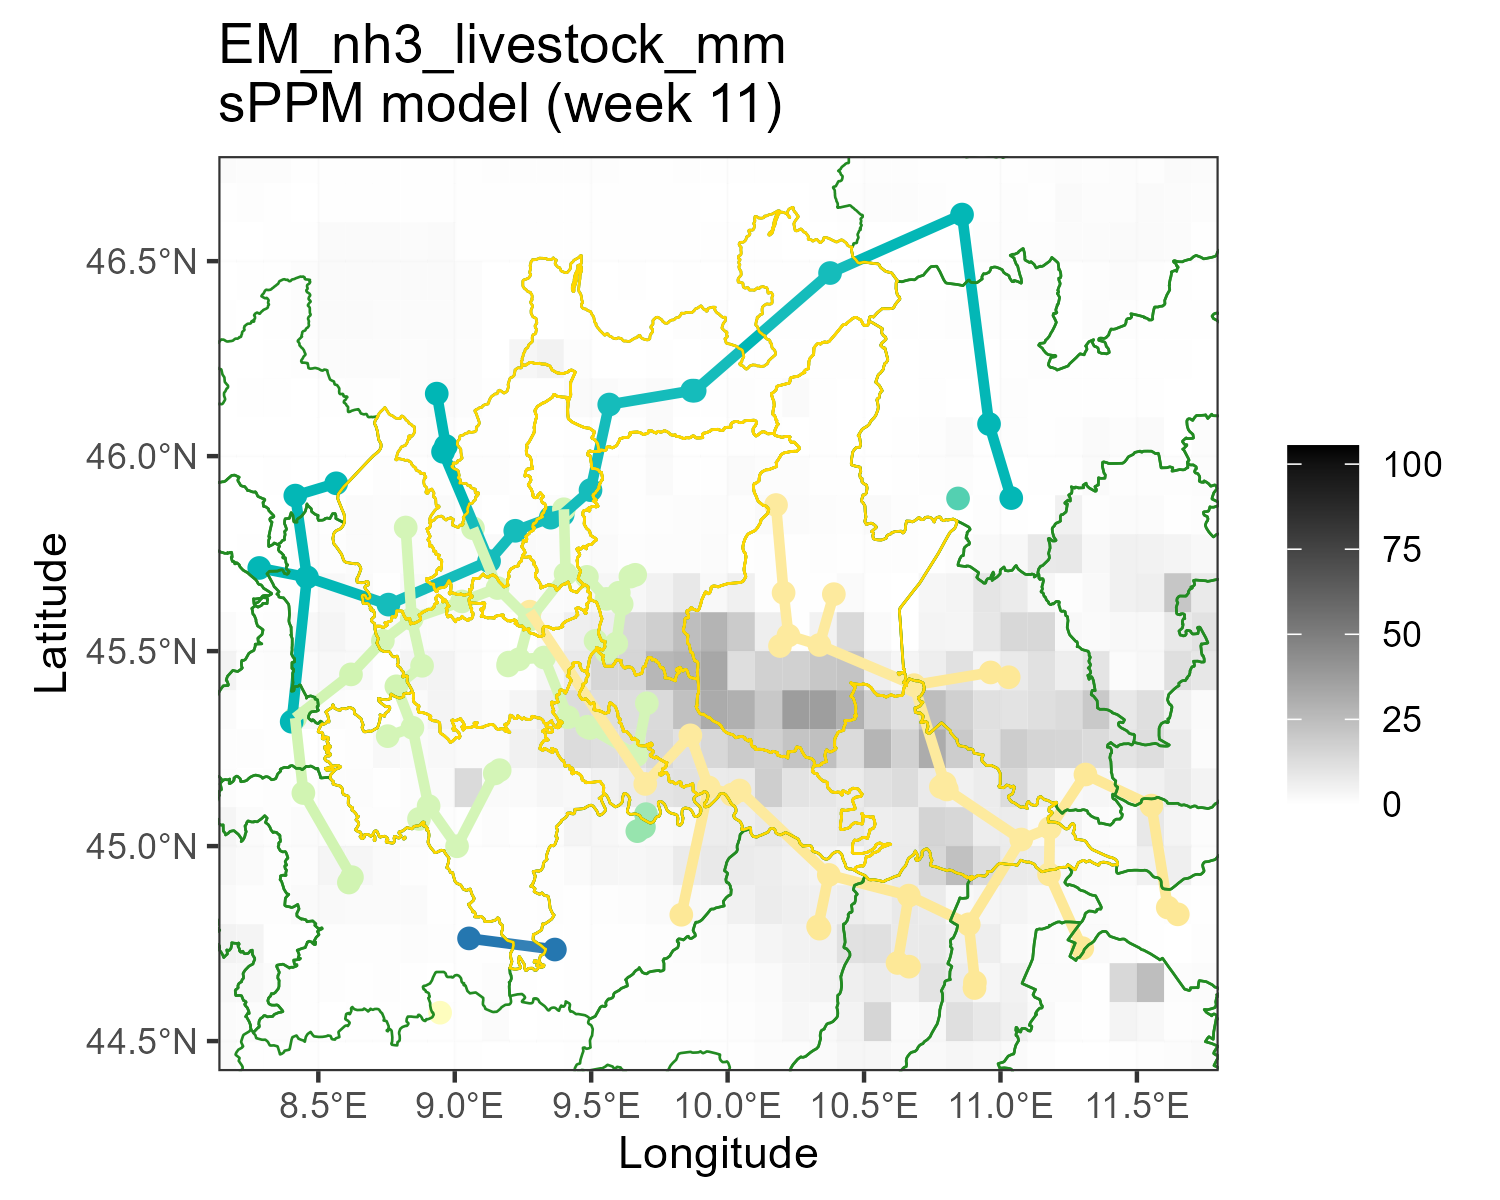 EM_nh3_livestock_mm
sPPM model (week 11)
46.5°N
46.0°N
45.5°N
45.0°N
44.5°N
Latitude
8.5°E 9.0°E 9.5°E 10.0°E 10.5°E 11.0°E 11.5°E
Longitude
100
75
50
25
0